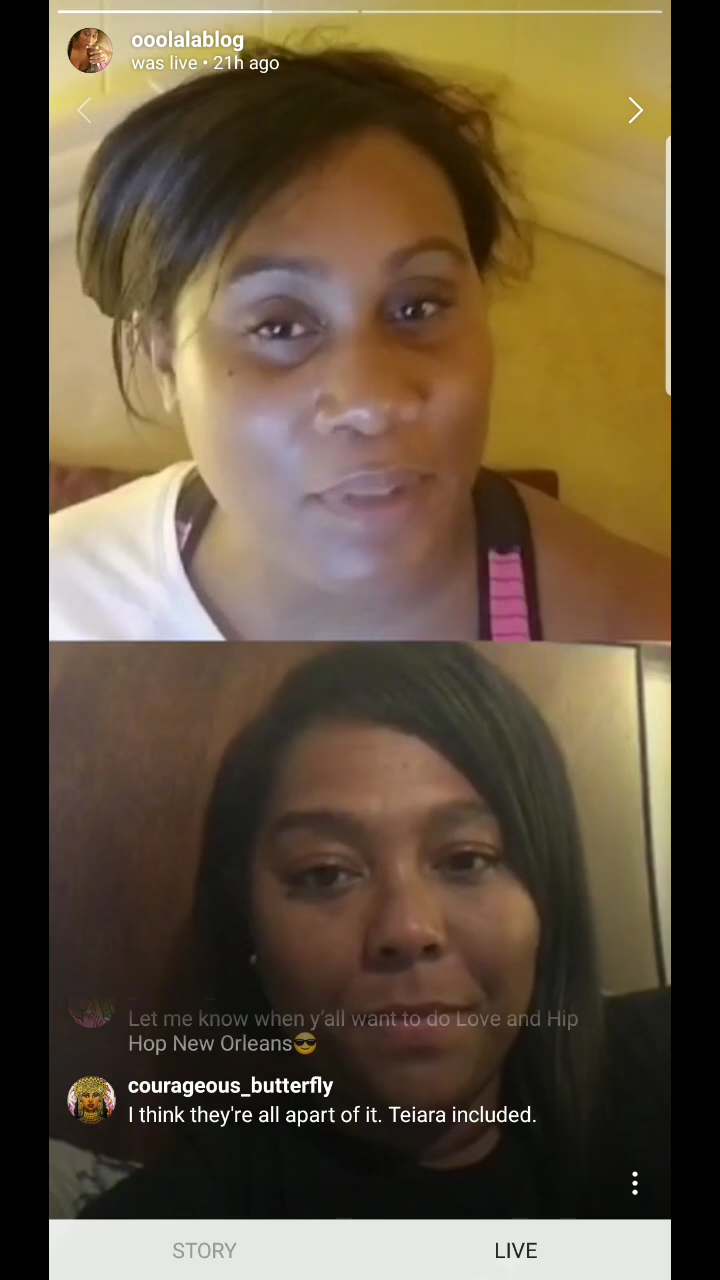 ooolalablog
was live • 21h ago
Let me know when y'all want to do Love and Hip
Hop New Orleans😎
courageous_butterfly
I think they're all apart of it. Teiara included.
STORY
LIVE